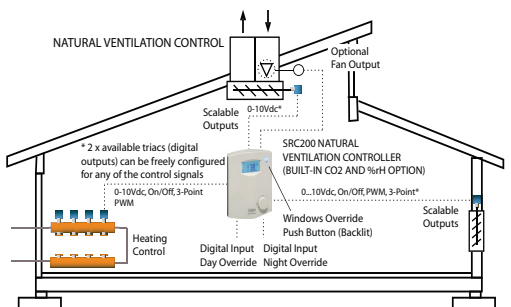 NATURAL VENTILATION CONTROL
Optional
Fan Output
0-10Vdc*
Scalable
Outputs
* 2 x available triacs (digital
outputs) can be freely configured
for any of the control signals
SRC200 NATURAL
VENTILATION CONTROLLER
(BUILT-IN CO2 AND %rH OPTION)
0-10Vdc, On/Off, 3-Point
PWM
0...10Vdc, On/Off, PWM, 3-Point*
Scalable
Outputs
Windows Override
Push Button (Backlit)
Heating
Control
Digital Input
Day Override
Digital Input
Night Override